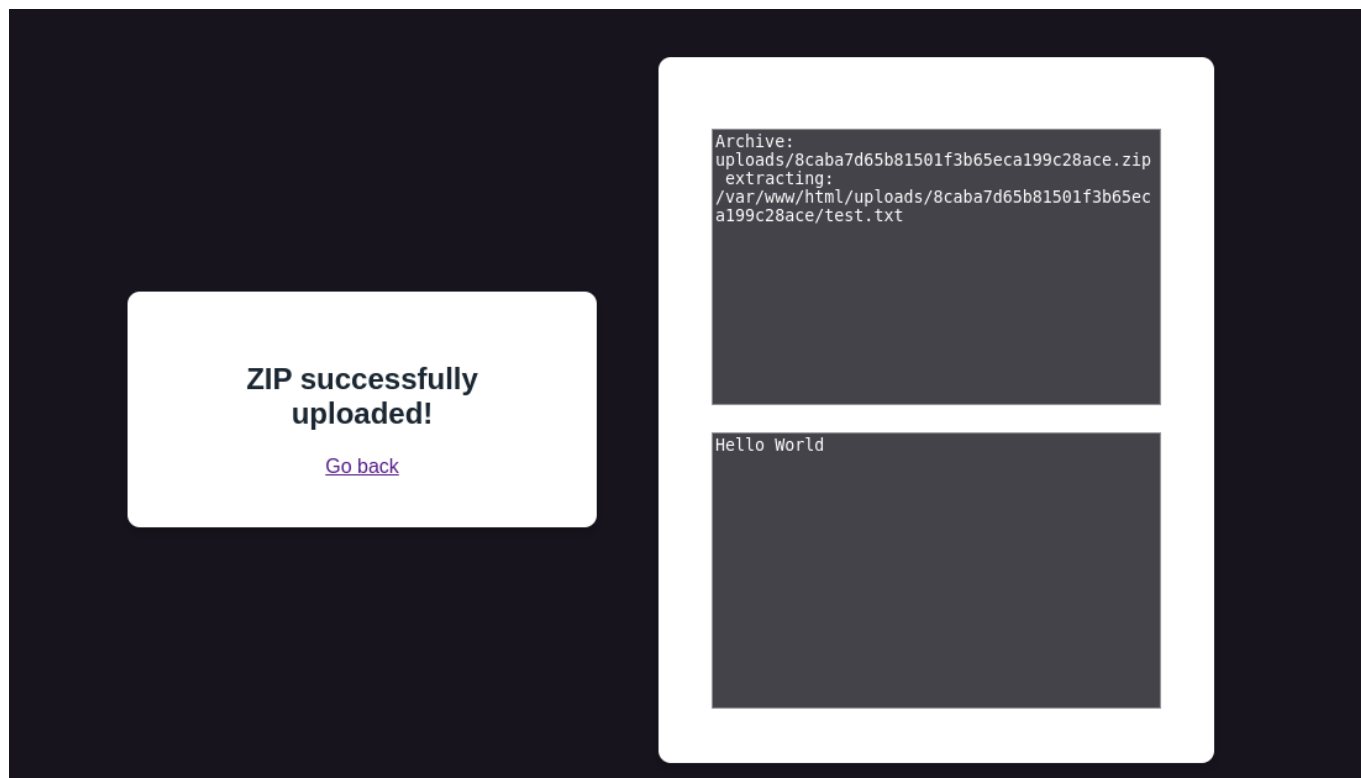 ZIP successfully
uploaded!
Go back
Archive:
uploads/8caba7d65b81501f3b65eca199c28ace.zip
 extracting:
/var/www/html/uploads/8caba7d65b81501f3b65ec
a199c28ace/test.txt
Hello World